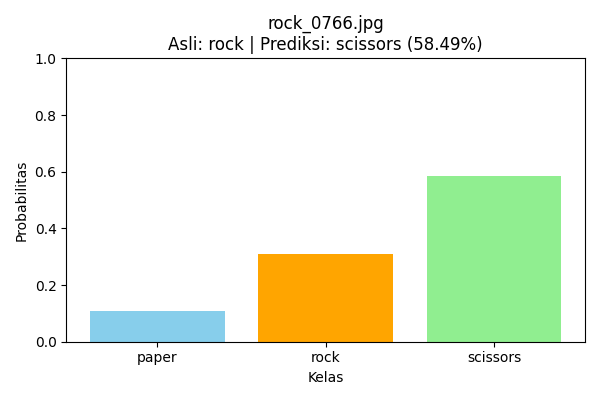 rock_0766.jpg
Asli: rock | Prediksi: scissors (58.49%)
1.0
0.8
0.6
0.4
0.2
0.0
Probabilitas
paper rock scissors
Kelas